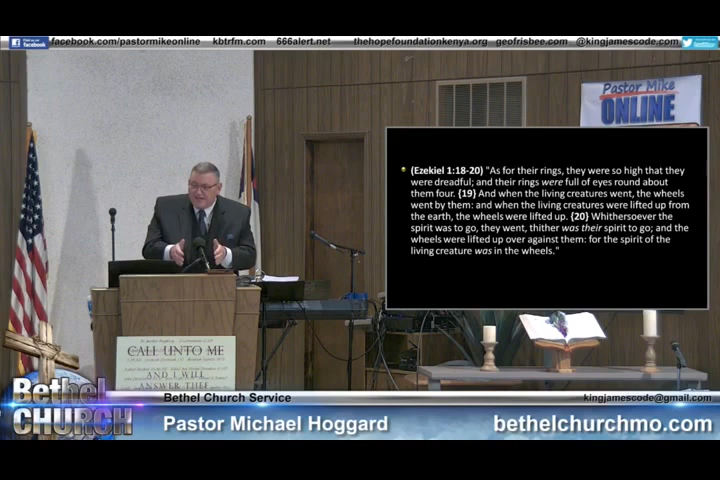 Find us on facebook
facebook.com/pastormikeonline kbtrfm.com 666alert.net thehopefoundationkenya.org geofrisbee.com @kingjamescode.com
Pastor Mike
ONLINE
(Ezekiel 1:18-20) "As for their rings, they were so high that they
were dreadful; and their rings were full of eyes round about
them four. {19} And when the living creatures went, the wheels
went by them: and when the living creatures were lifted up from
the earth, the wheels were lifted up. {20} Whithersoever the
spirit was to go, they went, thither was their spirit to go; and the
wheels were lifted up over against them: for the spirit of the
living creature was in the wheels."
CALL UNTO ME
AND I WILL
ANSWER THEE
Bethel
CHURCH
Bethel Church Service
kingjamescode@gmail.com
Pastor Michael Hoggard
bethelchurchmo.com